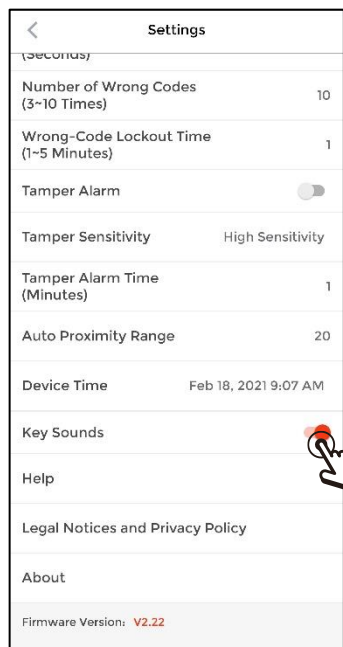 Settings
(Seconds)
Number of Wrong Codes
(3~10 Times)
10
Wrong-Code Lockout Time
(1~5 Minutes)
1
Tamper Alarm
Tamper Sensitivity High Sensitivity
Tamper Alarm Time
(Minutes)
1
Auto Proximity Range 20
Device Time Feb 18, 2021 9:07 AM
Key Sounds
Help
Legal Notices and Privacy Policy
About
Firmware Version: V2.22